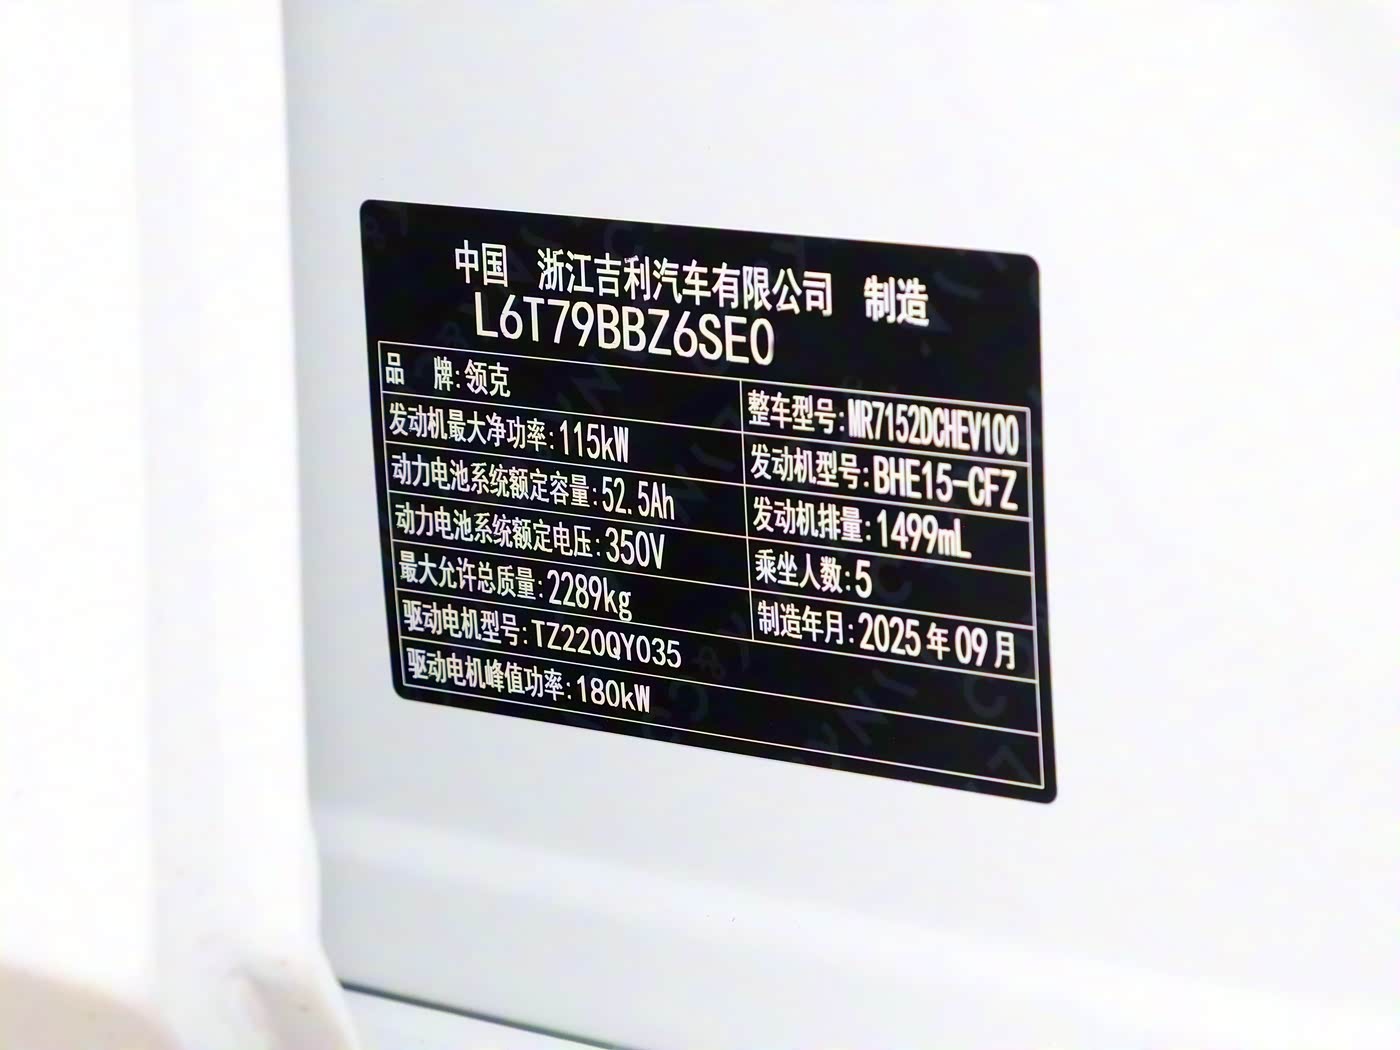 中国 浙江吉利汽车有限公司 制造
L6T79BBZ6SE0
品 牌:领克
整车型号:MR7152DCHEV100
发动机最大净功率:115kW
发动机型号:BHE15-CFZ
动力电池系统额定容量:52.5Ah
发动机排量:1499mL
动力电池系统额定电压:350V
乘坐人数:5
最大允许总质量:2289kg
制造年月:2025年09月
驱动电机型号:TZ220QY035
驱动电机峰值功率:180kW